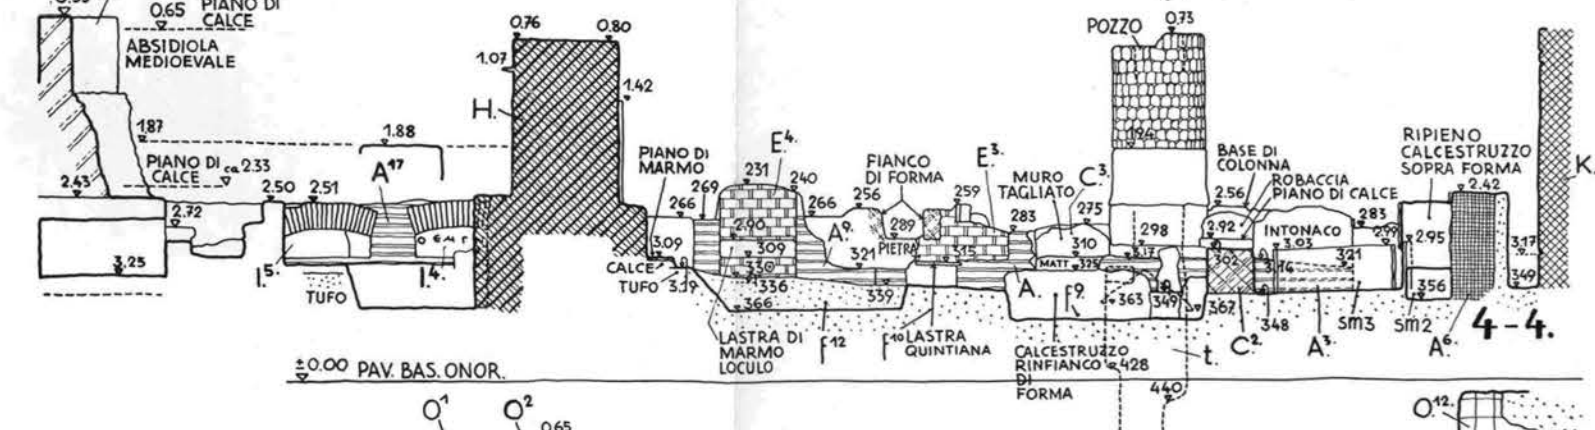 PIANO DI
CALCE
0.65
ABSIDIOLA
MEDIOEVALE
0.76
0.80
1.07
1.42
H.
POZZO
0.73
1.87
1.88
A¹⁷
PIANO DI
CALCE
ca 2.33
2.43
2.50
2.51
2.72
3.25
I⁵.
I⁴.
TUFO
PIANO DI
MARMO
E⁴.
231
240
269
266
266
256
2.90
309
330
336
366
3.09
CALCE
TUFO
3.19
FIANCO
DI FORMA
259
E³.
289
PIETRA
A⁹.
321
315
339
283
MURO
TAGLIATO
C³.
275
310
MATT
325
A.
f⁹.
194
298
3.17
363
349
367
BASE DI
COLONNA
ROBACCIA
PIANO DI CALCE
2.56
2.92
302
INTONACO
3.03
3.14
321
283
2.99
RIPIENO
CALCESTRUZZO
SOPRA FORMA
2.42
2.95
356
3.17
349
K.
348
C².
A³.
Sm3
Sm2
A⁶.
4-4.
LASTRA DI
MARMO
LOCULO
f¹²
f¹⁰
LASTRA
QUINTIANA
CALCESTRUZZO
RINFIANCO
DI
FORMA
428
t.
440
±0.00 PAV. BAS. ONOR.
O¹
O²
0.65
O¹².